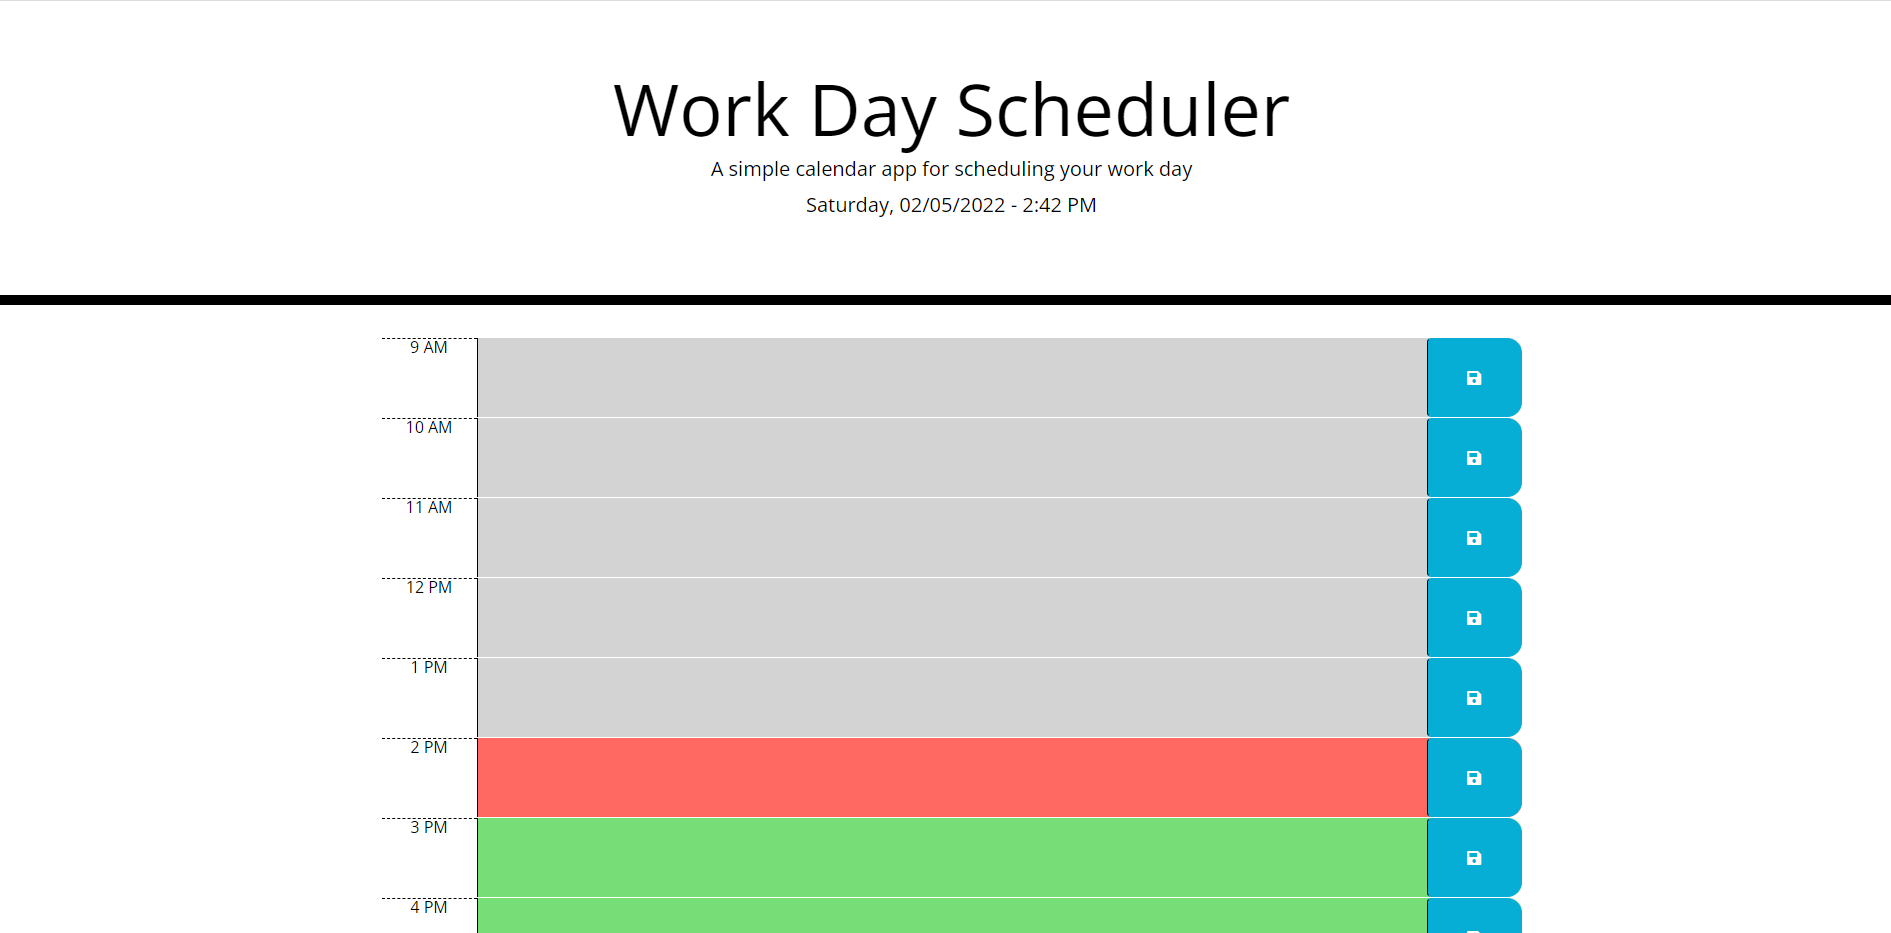 Work Day Scheduler
A simple calendar app for scheduling your work day
Saturday, 02/05/2022 - 2:42 PM
9 AM
10 AM
11 AM
12 PM
1 PM
2 PM
3 PM
4 PM